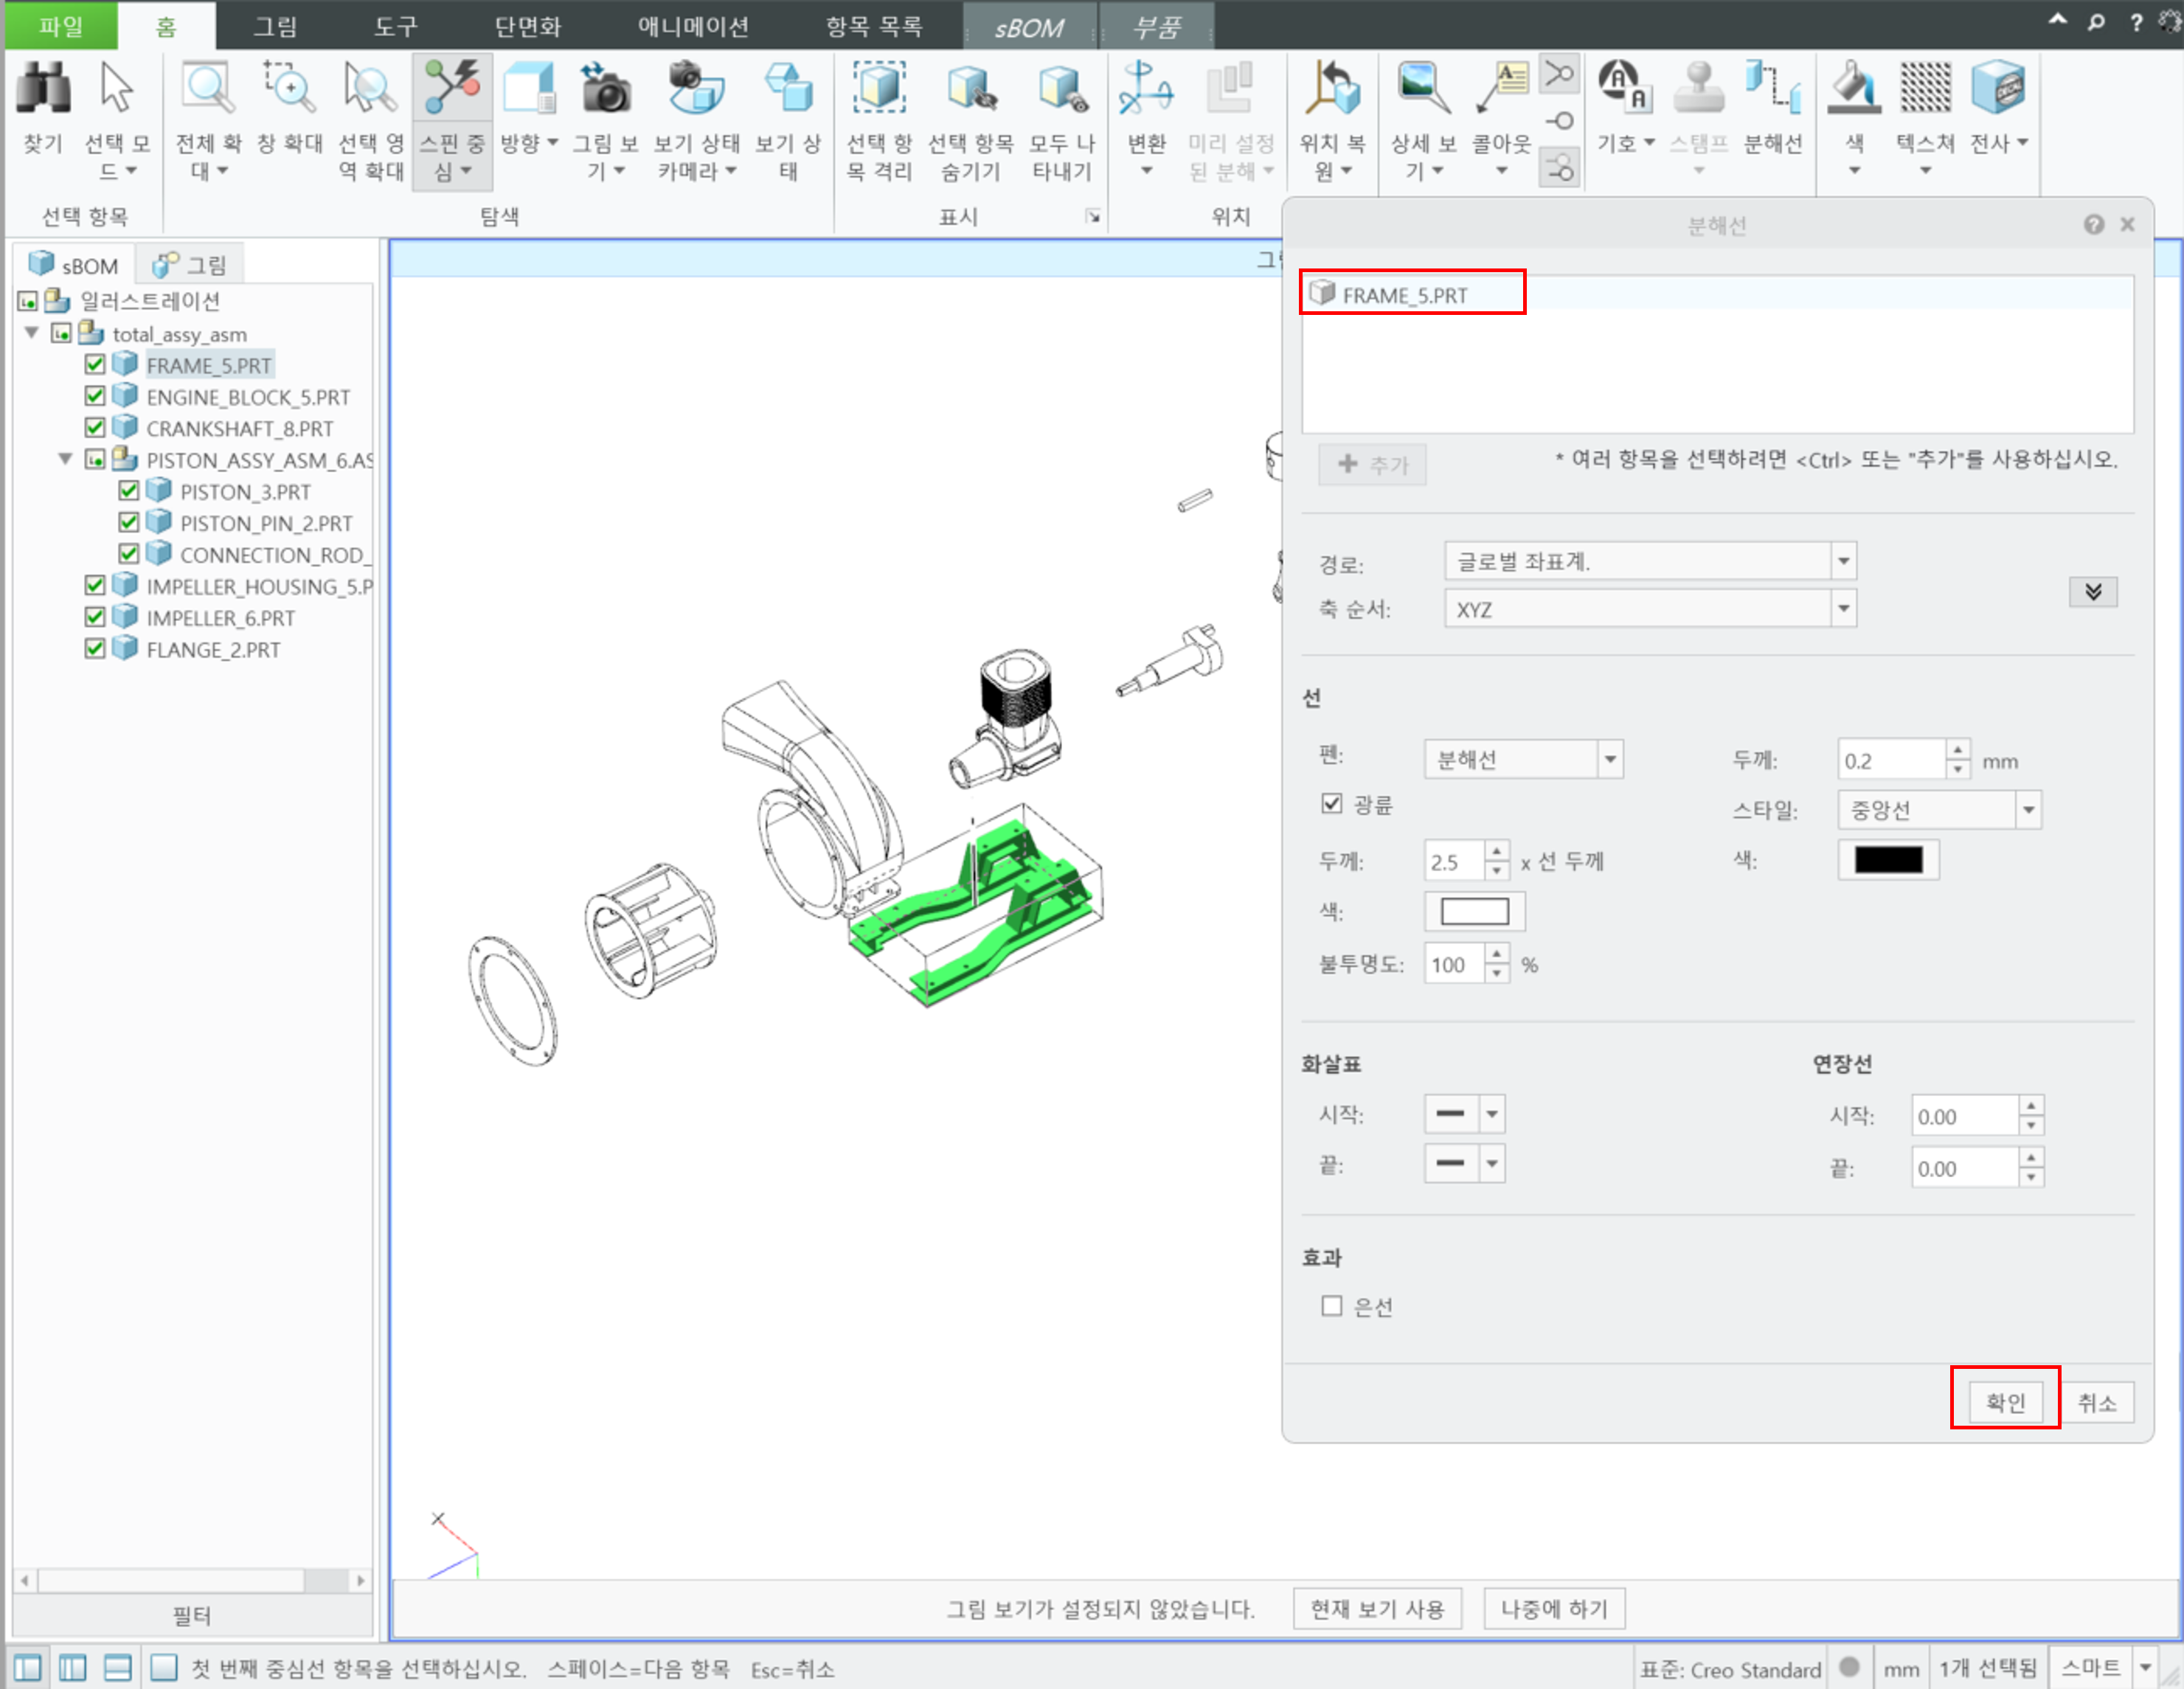 파일 홈 그림 도구 단면화 애니메이션 항목 목록 sBOM 부품 ?
찾기 선택 모드 전체 확대 창 확대 선택 영역 확대 스핀 중심 방향 그림 보기 보기 상태 카메라 보기 상태 선택 항목 격리 선택 항목 숨기기 모두 나타내기 변환 미리 설정된 분해 위치 복원 상세 보기 콜아웃 기호 스탬프 분해선 색 텍스쳐 전사
선택 항목 탐색 표시 위치
sBOM 그림
일러스트레이션
total_assy_asm
FRAME_5.PRT
ENGINE_BLOCK_5.PRT
CRANKSHAFT_8.PRT
PISTON_ASSY_ASM_6.AS
PISTON_3.PRT
PISTON_PIN_2.PRT
CONNECTION_ROD_
IMPELLER_HOUSING_5.P
IMPELLER_6.PRT
FLANGE_2.PRT
필터
X
분해선
FRAME_5.PRT
추가 * 여러 항목을 선택하려면 <Ctrl> 또는 "추가"를 사용하십시오.
경로: 글로벌 좌표계.
축 순서: XYZ
선
펜: 분해선 두께: 0.2 mm
광륜 스타일: 중앙선
두께: 2.5 x 선 두께 색:
색:
불투명도: 100 %
화살표 연장선
시작: 시작: 0.00
끝: 끝: 0.00
효과
은선
확인 취소
그림 보기가 설정되지 않았습니다. 현재 보기 사용 나중에 하기
첫 번째 중심선 항목을 선택하십시오. 스페이스=다음 항목 Esc=취소 표준: Creo Standard mm 1개 선택됨 스마트